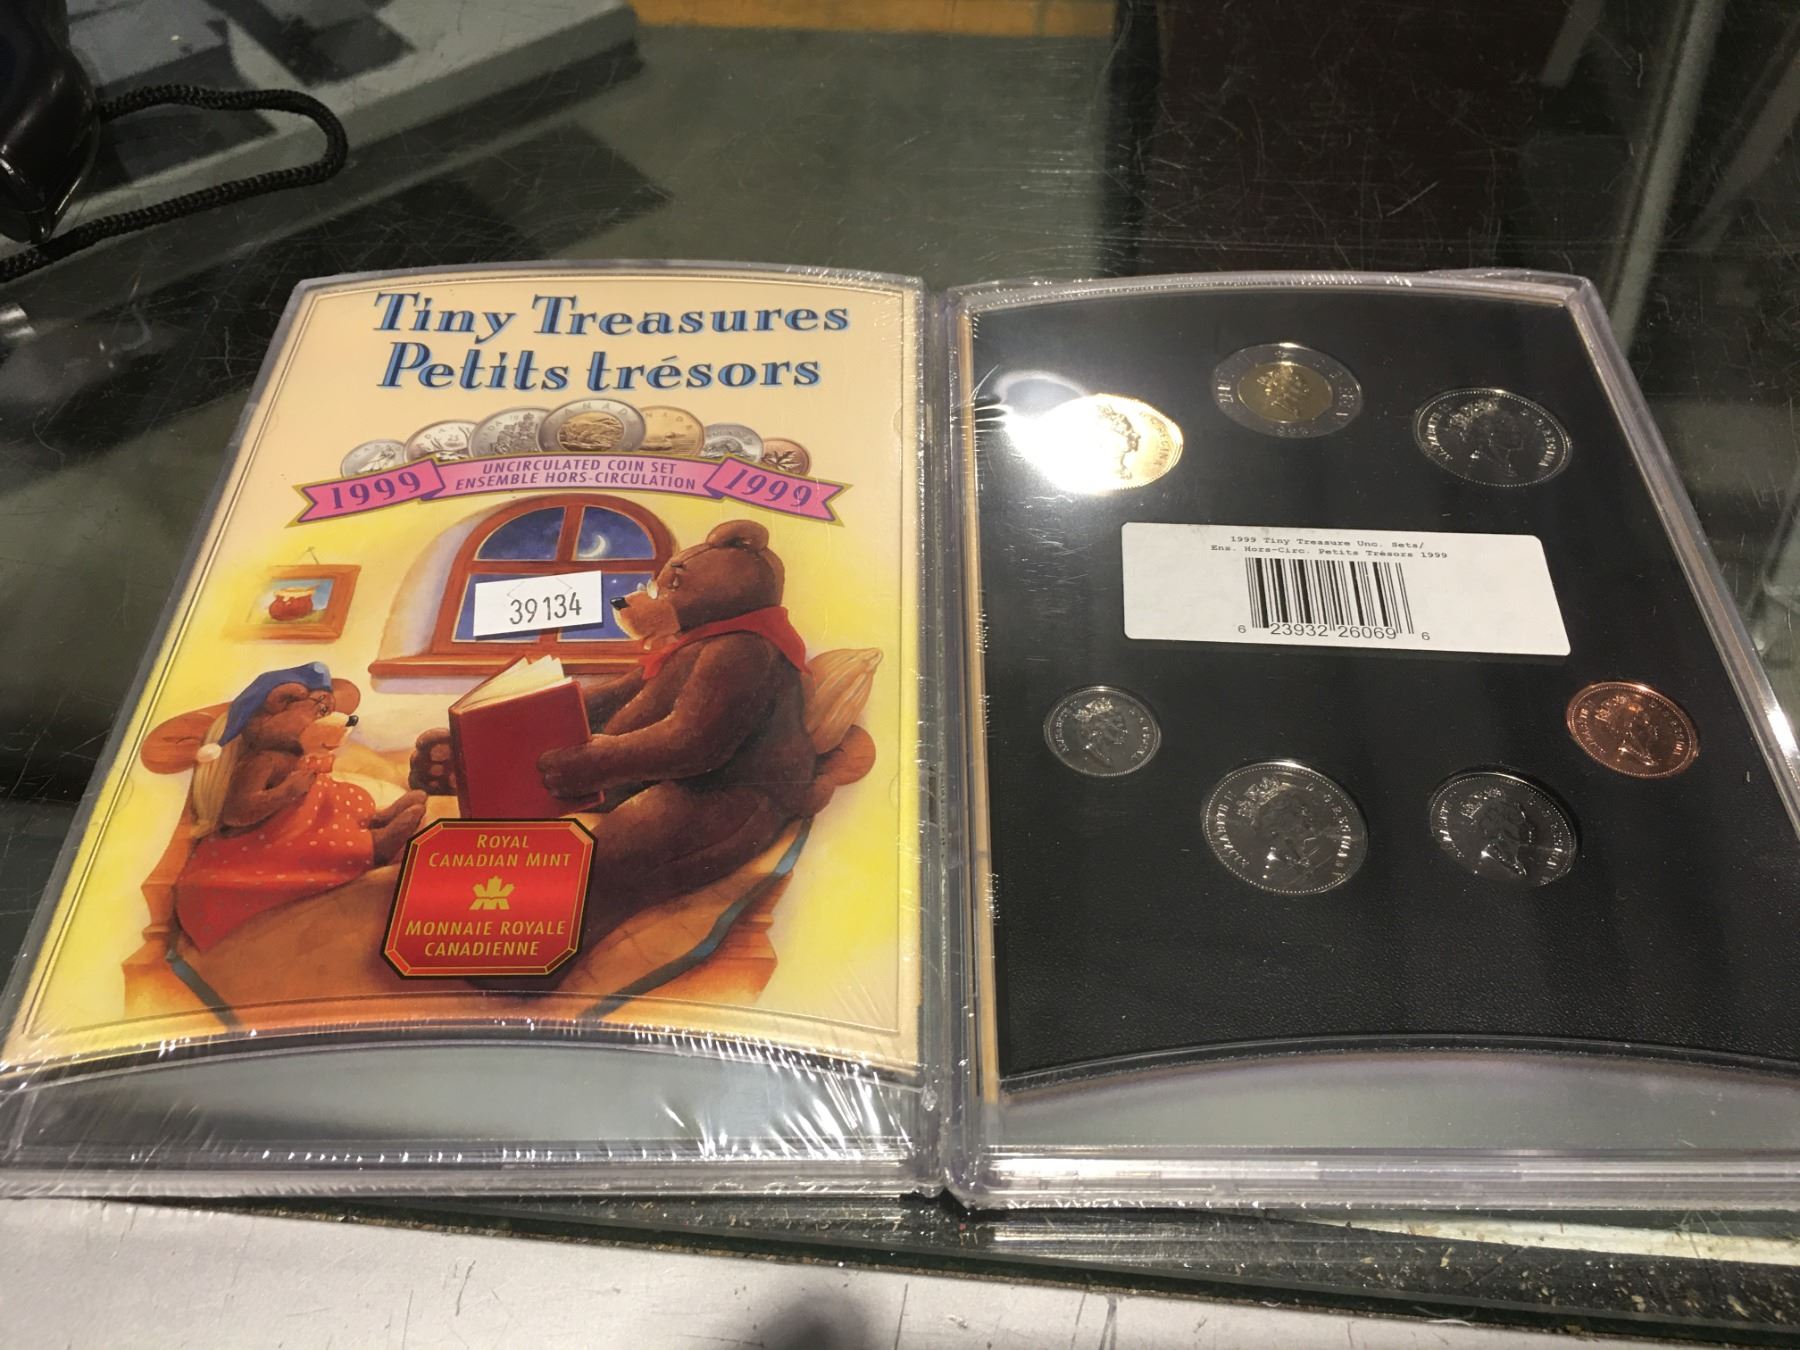 Tiny Treasures
Petits trésors
1999
UNCIRCULATED COIN SET
ENSEMBLE HORS-CIRCULATION
1999
39134
ROYAL
CANADIAN MINT
MONNAIE ROYALE
CANADIENNE
1999 Tiny Treasure Unc. Sets/
Ens. Hors-Circ. Petits Trésors 1999
6 23932 26069 6